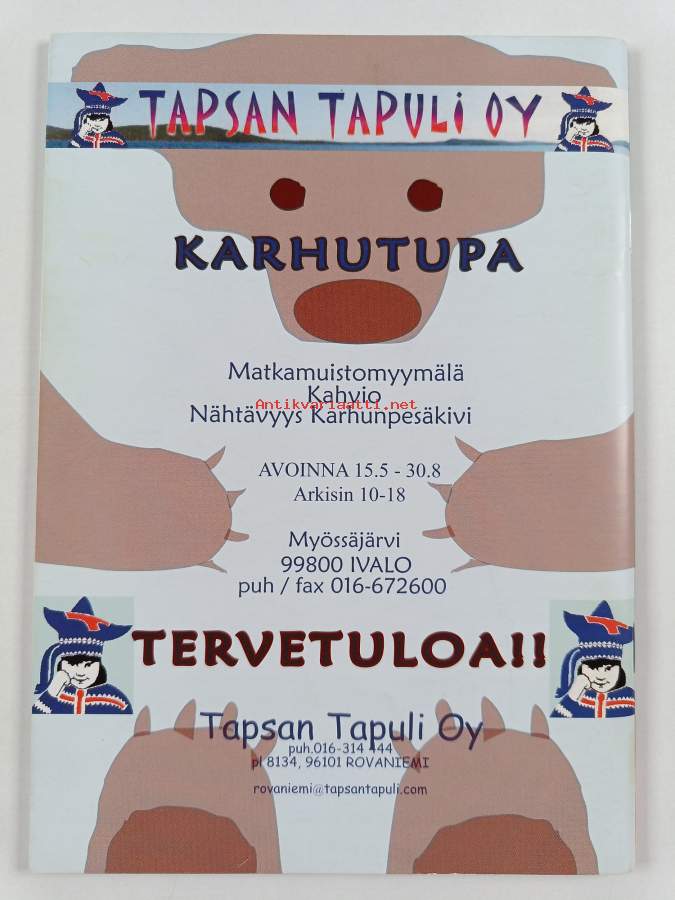 TAPSAN TAPULI OY
KARHUTUPA
Matkamuistomyymälä
Kahvio
Antikvariaatti.net
Nähtävyys Karhunpesäkivi
AVOINNA 15.5 - 30.8
Arkisin 10-18
Myössäjärvi
99800 IVALO
puh / fax 016-672600
TERVETULOA!!
Tapsan Tapuli Oy
puh.016-314 444
pl 8134, 96101 ROVANIEMI
rovaniemi@tapsantapuli.com